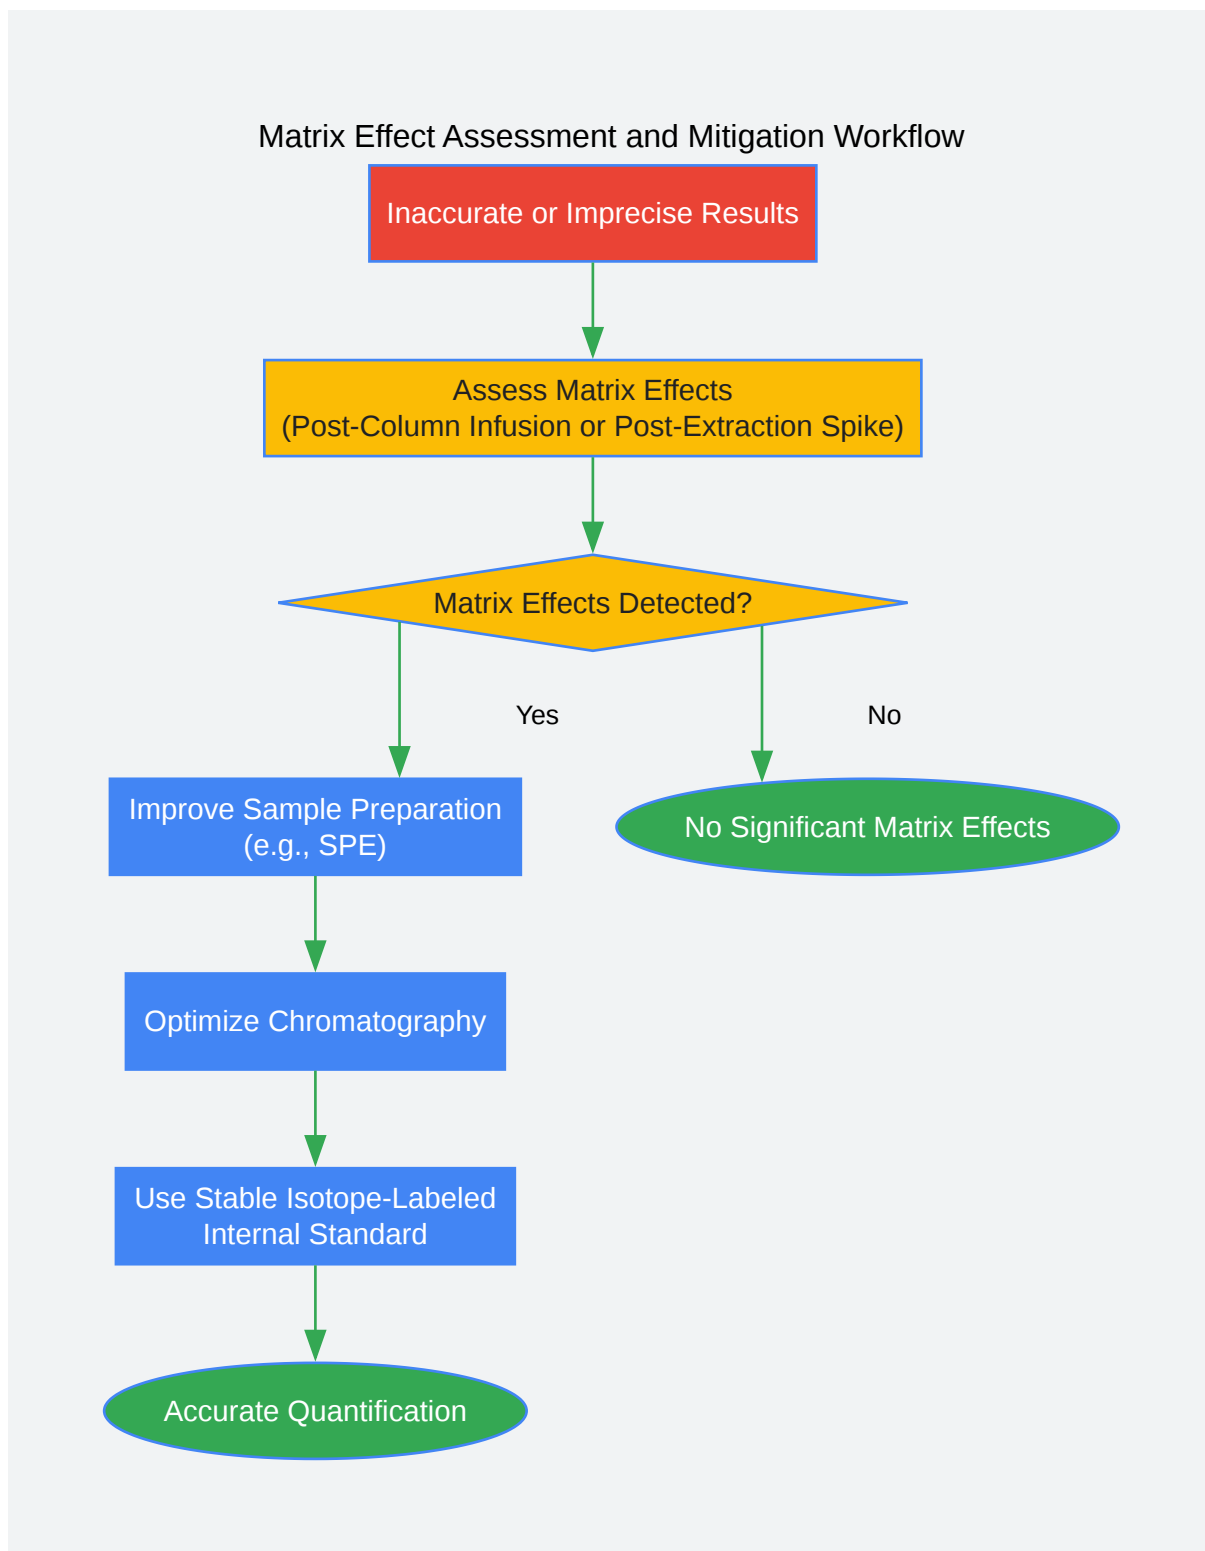 Matrix Effect Assessment and Mitigation Workflow
Inaccurate or Imprecise Results
Assess Matrix Effects
(Post-Column Infusion or Post-Extraction Spike)
Matrix Effects Detected?
Yes
No
Improve Sample Preparation
(e.g., SPE)
No Significant Matrix Effects
Optimize Chromatography
Use Stable Isotope-Labeled
Internal Standard
Accurate Quantification